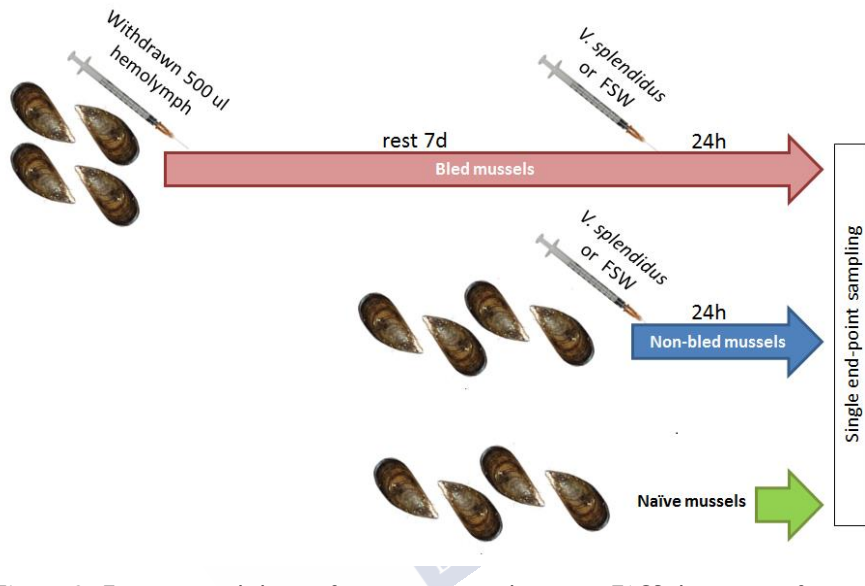 Withdrawn 500 ul
hemolymph
V. splendidus
or FSW
rest 7d
24h
Bled mussels
V. splendidus
or FSW
24h
Non-bled mussels
Naïve mussels
Single end-point sampling